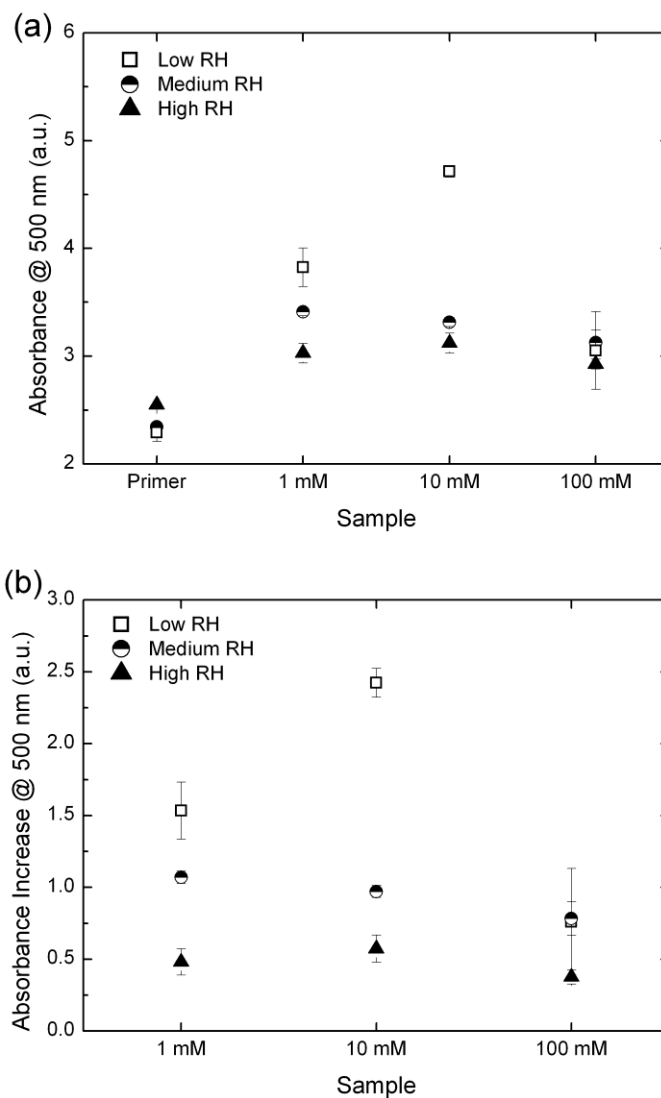 (a)
6
5
4
3
2
Absorbance @ 500 nm (a.u.)
Low RH
Medium RH
High RH
Primer 1 mM 10 mM 100 mM
Sample
(b)
3.0
2.5
2.0
1.5
1.0
0.5
0.0
Absorbance Increase @ 500 nm (a.u.)
Low RH
Medium RH
High RH
1 mM 10 mM 100 mM
Sample